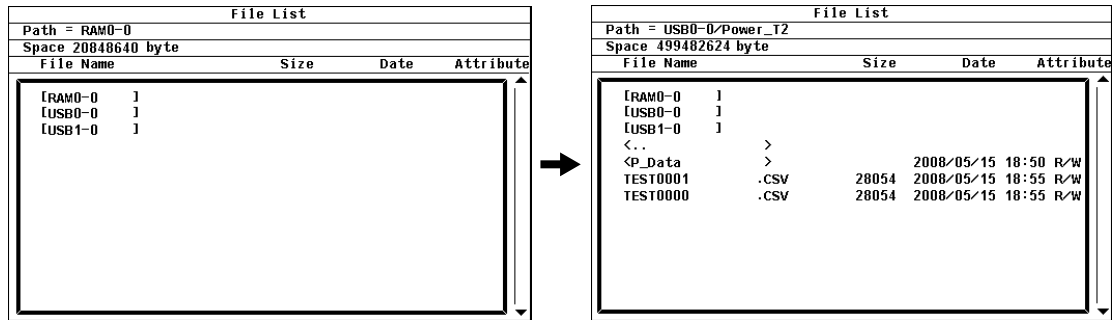 File List
Path = RAM0-0
Space 20848640 byte
File Name Size Date Attribute
[RAM0-0 ]
[USB0-0 ]
[USB1-0 ]
File List
Path = USB0-0/Power_T2
Space 499482624 byte
File Name Size Date Attribute
[RAM0-0 ]
[USB0-0 ]
[USB1-0 ]
<.. >
<P_Data > 2008/05/15 18:50 R/W
TEST0001 .CSV 28054 2008/05/15 18:55 R/W
TEST0000 .CSV 28054 2008/05/15 18:55 R/W